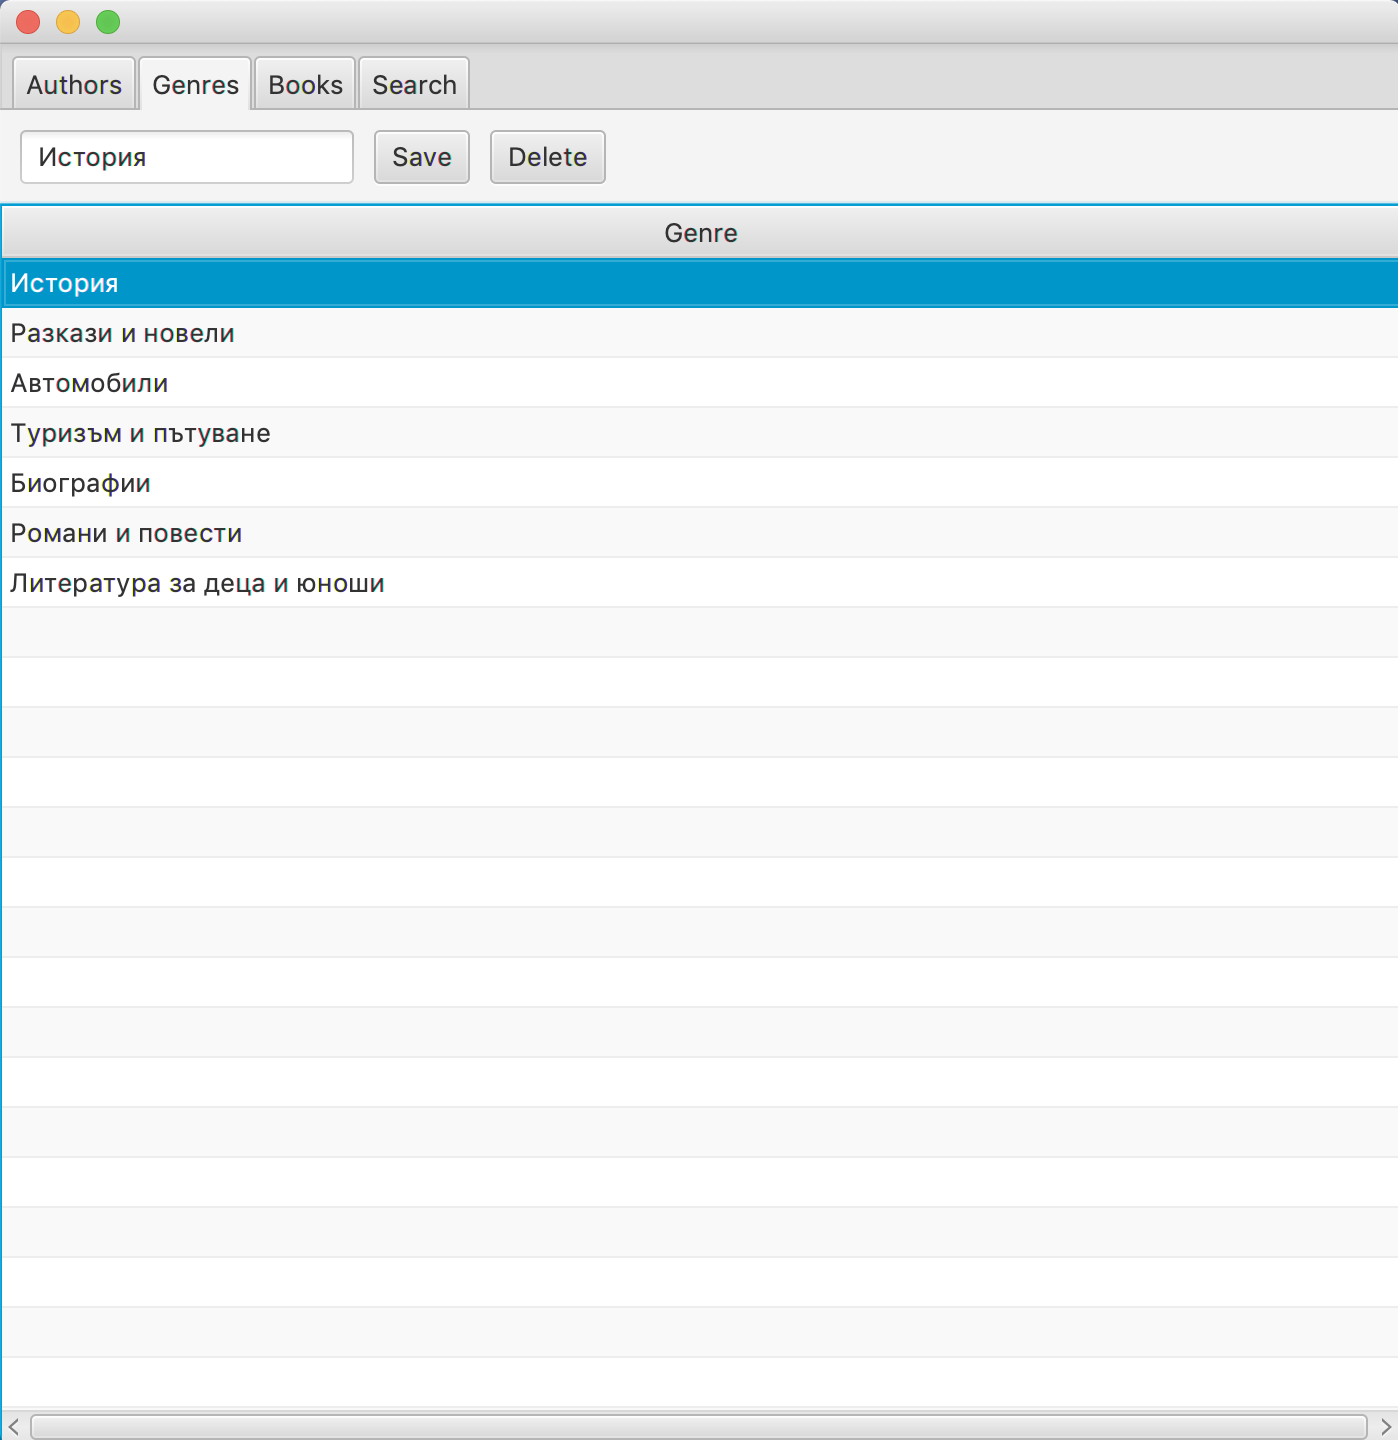 Authors Genres Books Search
История Save Delete
Genre
История
Разкази и новели
Автомобили
Туризъм и пътуване
Биографии
Романи и повести
Литература за деца и юноши